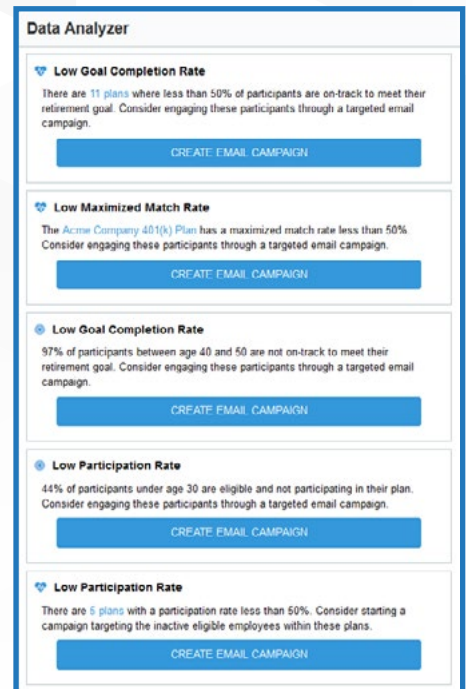 Data Analyzer
Low Goal Completion Rate
There are 11 plans where less than 50% of participants are on-track to meet their
retirement goal. Consider engaging these participants through a targeted email
campaign.
CREATE EMAIL CAMPAIGN
Low Maximized Match Rate
The Acme Company 401(k) Plan has a maximized match rate less than 50%.
Consider engaging these participants through a targeted email campaign.
CREATE EMAIL CAMPAIGN
Low Goal Completion Rate
97% of participants between age 40 and 50 are not on-track to meet their
retirement goal. Consider engaging these participants through a targeted email
campaign.
CREATE EMAIL CAMPAIGN
Low Participation Rate
44% of participants under age 30 are eligible and not participating in their plan.
Consider engaging these participants through a targeted email campaign.
CREATE EMAIL CAMPAIGN
Low Participation Rate
There are 5 plans with a participation rate less than 50%. Consider starting a
campaign targeting the inactive eligible employees within these plans.
CREATE EMAIL CAMPAIGN